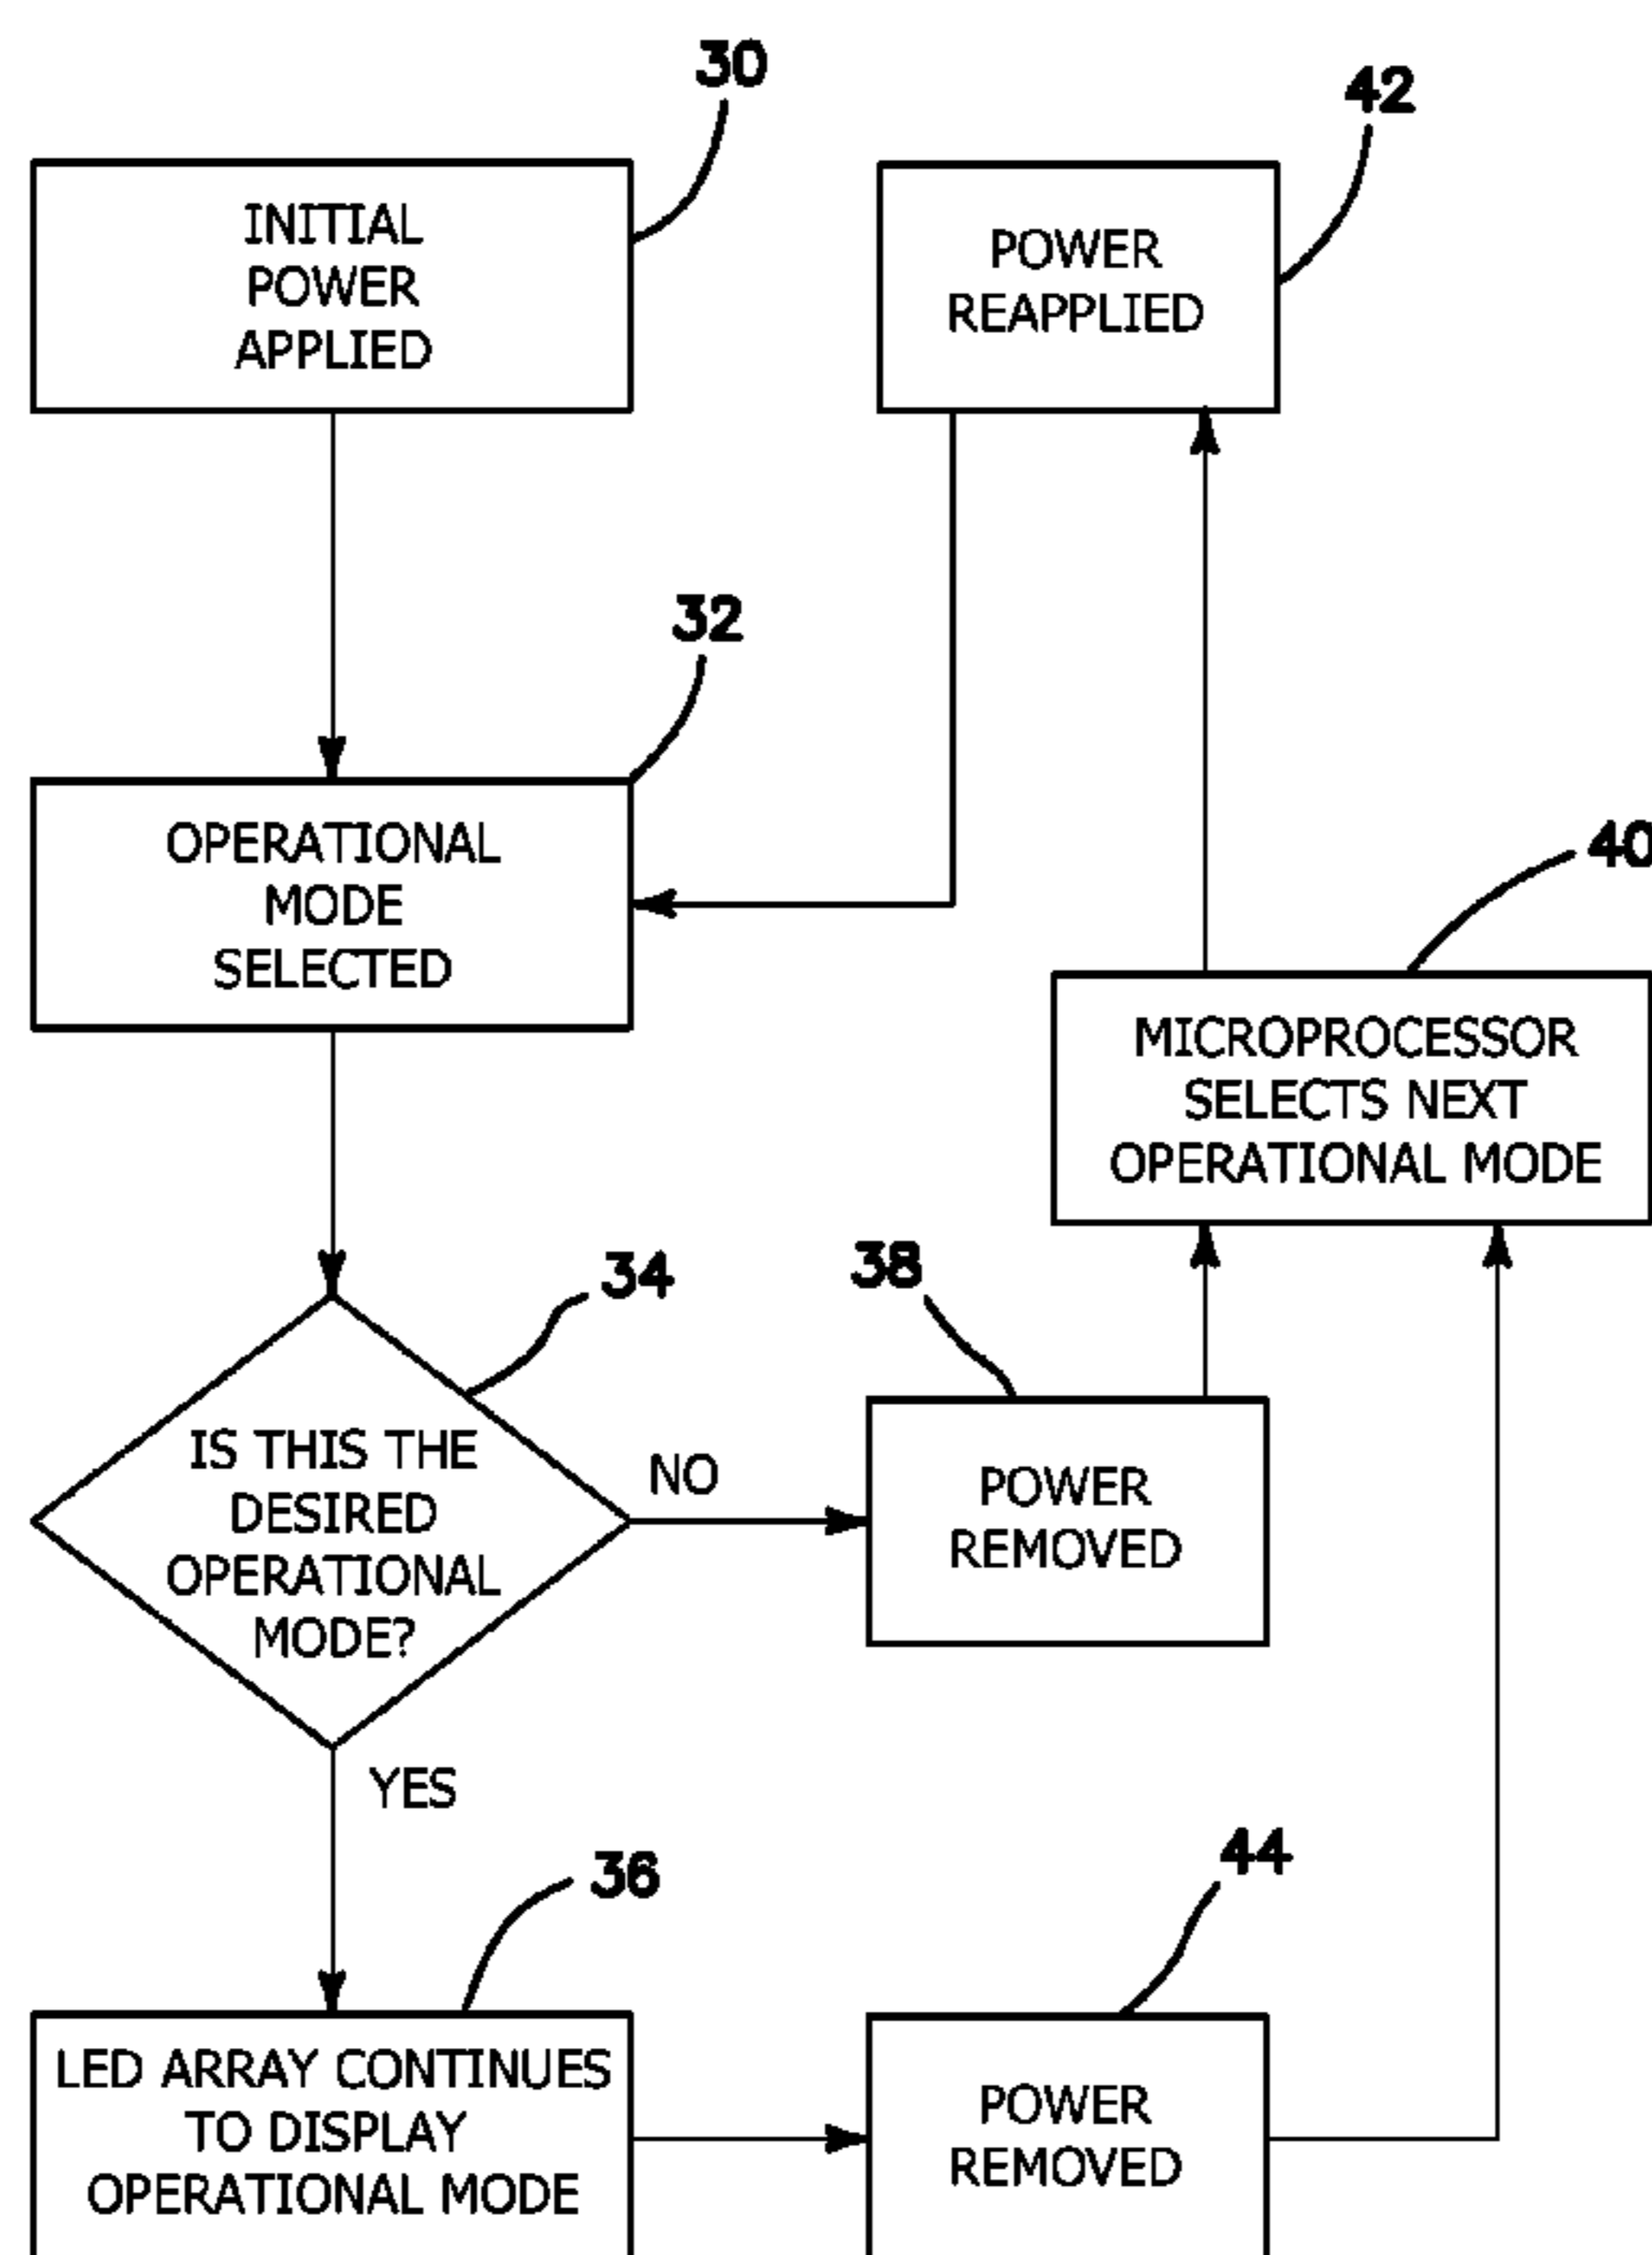 30
INITIAL
POWER
APPLIED
42
POWER
REAPPLIED
32
OPERATIONAL
MODE
SELECTED
40
MICROPROCESSOR
SELECTS NEXT
OPERATIONAL MODE
34
IS THIS THE
DESIRED
OPERATIONAL
MODE?
NO
38
POWER
REMOVED
YES
36
LED ARRAY CONTINUES
TO DISPLAY
OPERATIONAL MODE
44
POWER
REMOVED